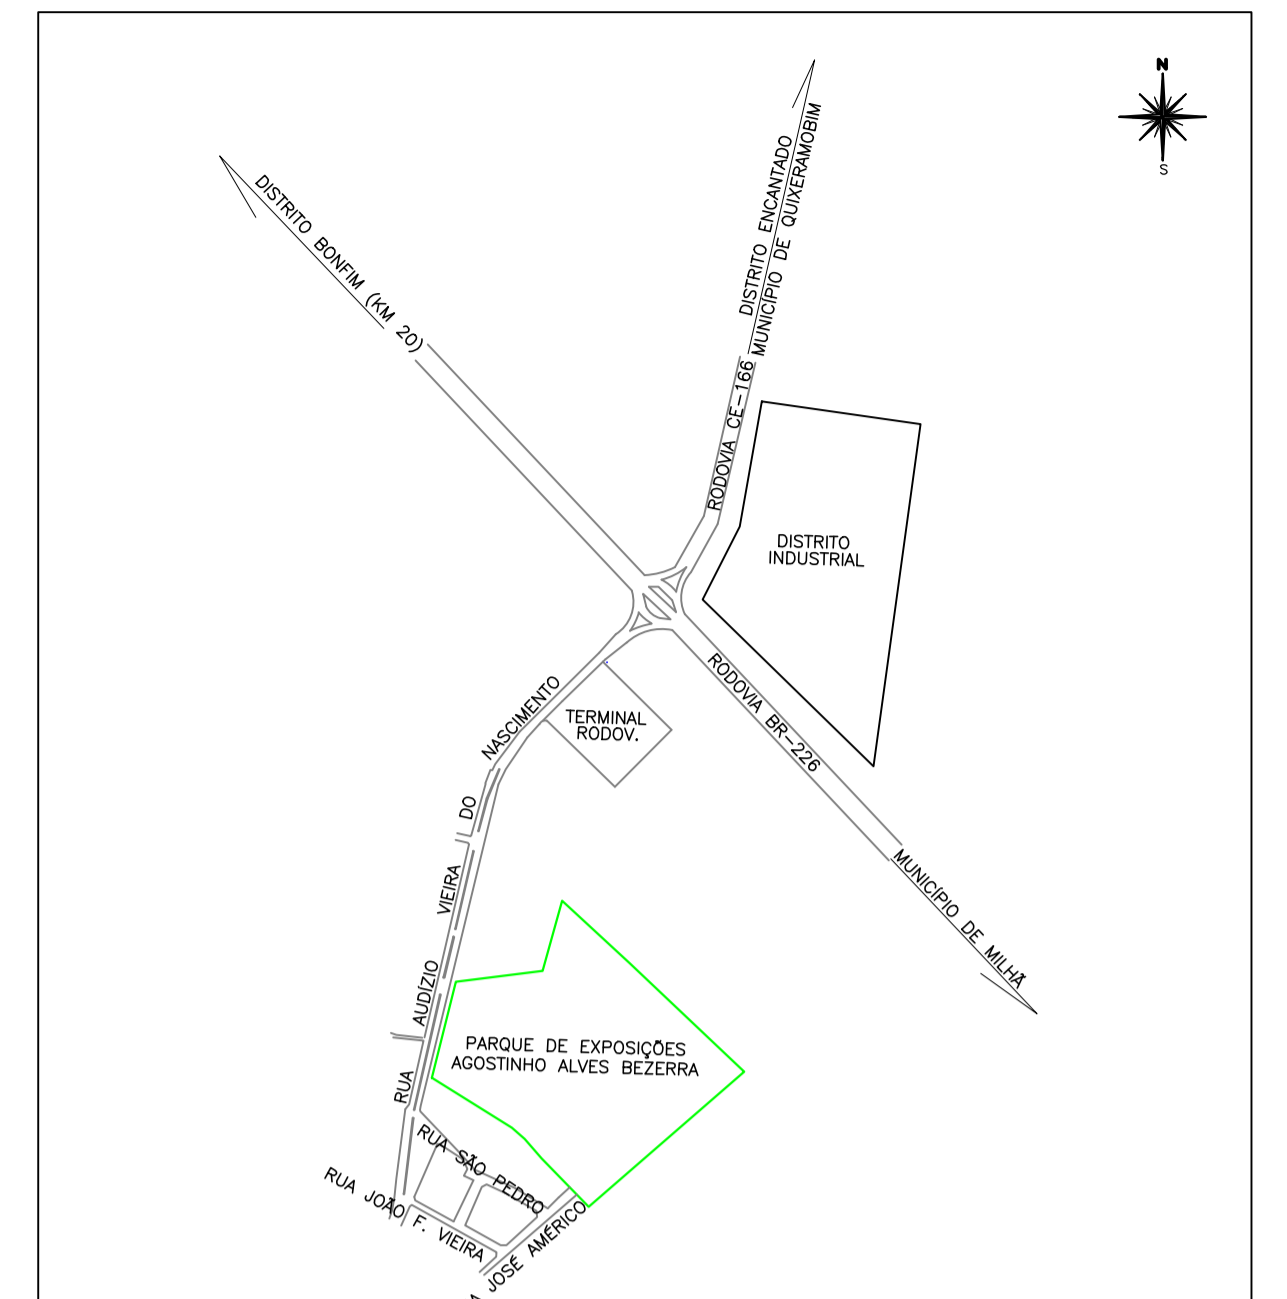 N
S
DISTRITO ENCANTADO
MUNICÍPIO DE QUIXERAMOBIM
DISTRITO BONFIM (KM 20)
RODOVIA CE-166
DISTRITO
INDUSTRIAL
RODOVIA BR-226
TERMINAL
RODOV.
MUNICÍPIO DE MILHÃ
RUA AUDÍZIO VIEIRA DO NASCIMENTO
PARQUE DE EXPOSIÇÕES
AGOSTINHO ALVES BEZERRA
RUA SÃO PEDRO
RUA JOÃO F. VIEIRA
JOSÉ AMÉRICO